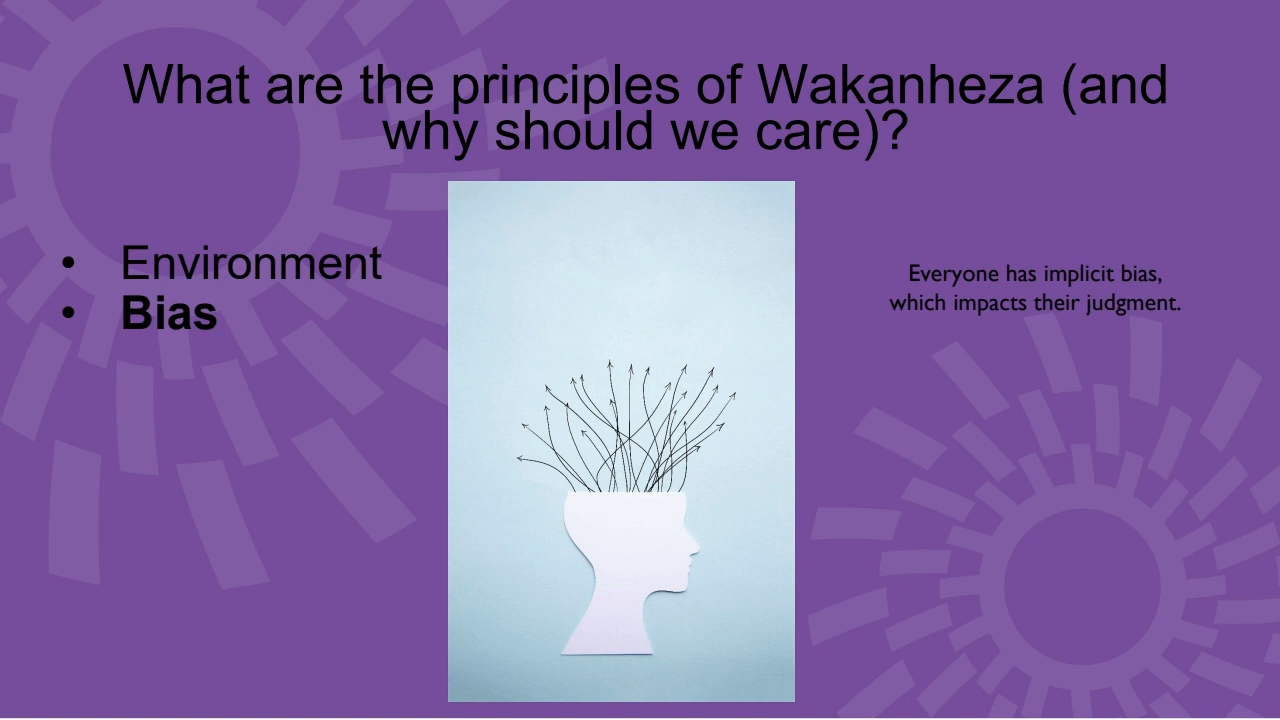 What are the principles of Wakanheza (and
why should we care)?
• Environment
• Bias
Everyone has implicit bias,
which impacts their judgment.